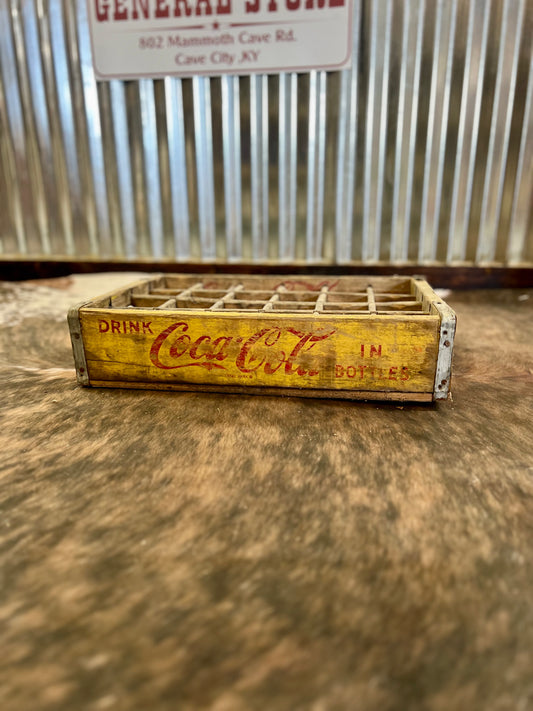 GENERAL STORE
802 Mammoth Cave Rd.
Cave City ,KY
DRINK
Coca-Cola
IN
BOTTLES